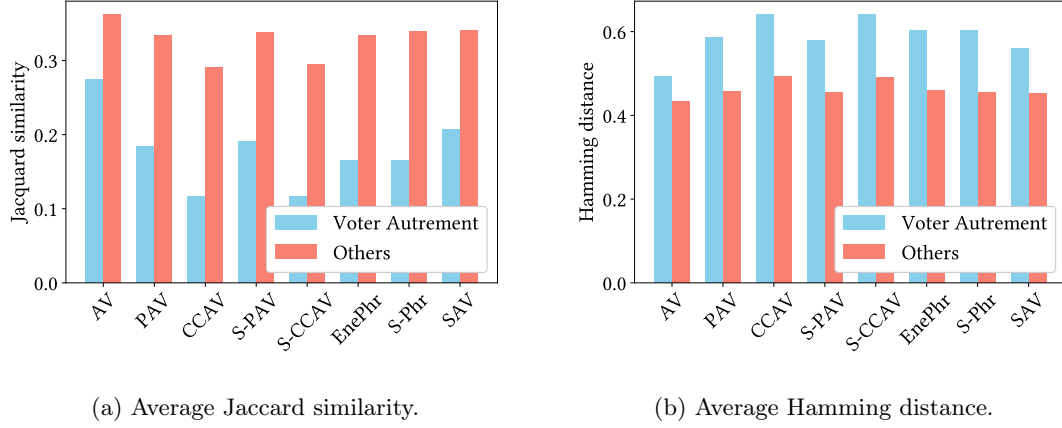 Jacquard similarity
0.3
0.2
0.1
0.0
Voter Autrement
Others
AV PAV CCAV S-PAV S-CCAV EnePhr S-Phr SAV
(a) Average Jaccard similarity.
Hamming distance
0.6
0.4
0.2
0.0
Voter Autrement
Others
AV PAV CCAV S-PAV S-CCAV EnePhr S-Phr SAV
(b) Average Hamming distance.